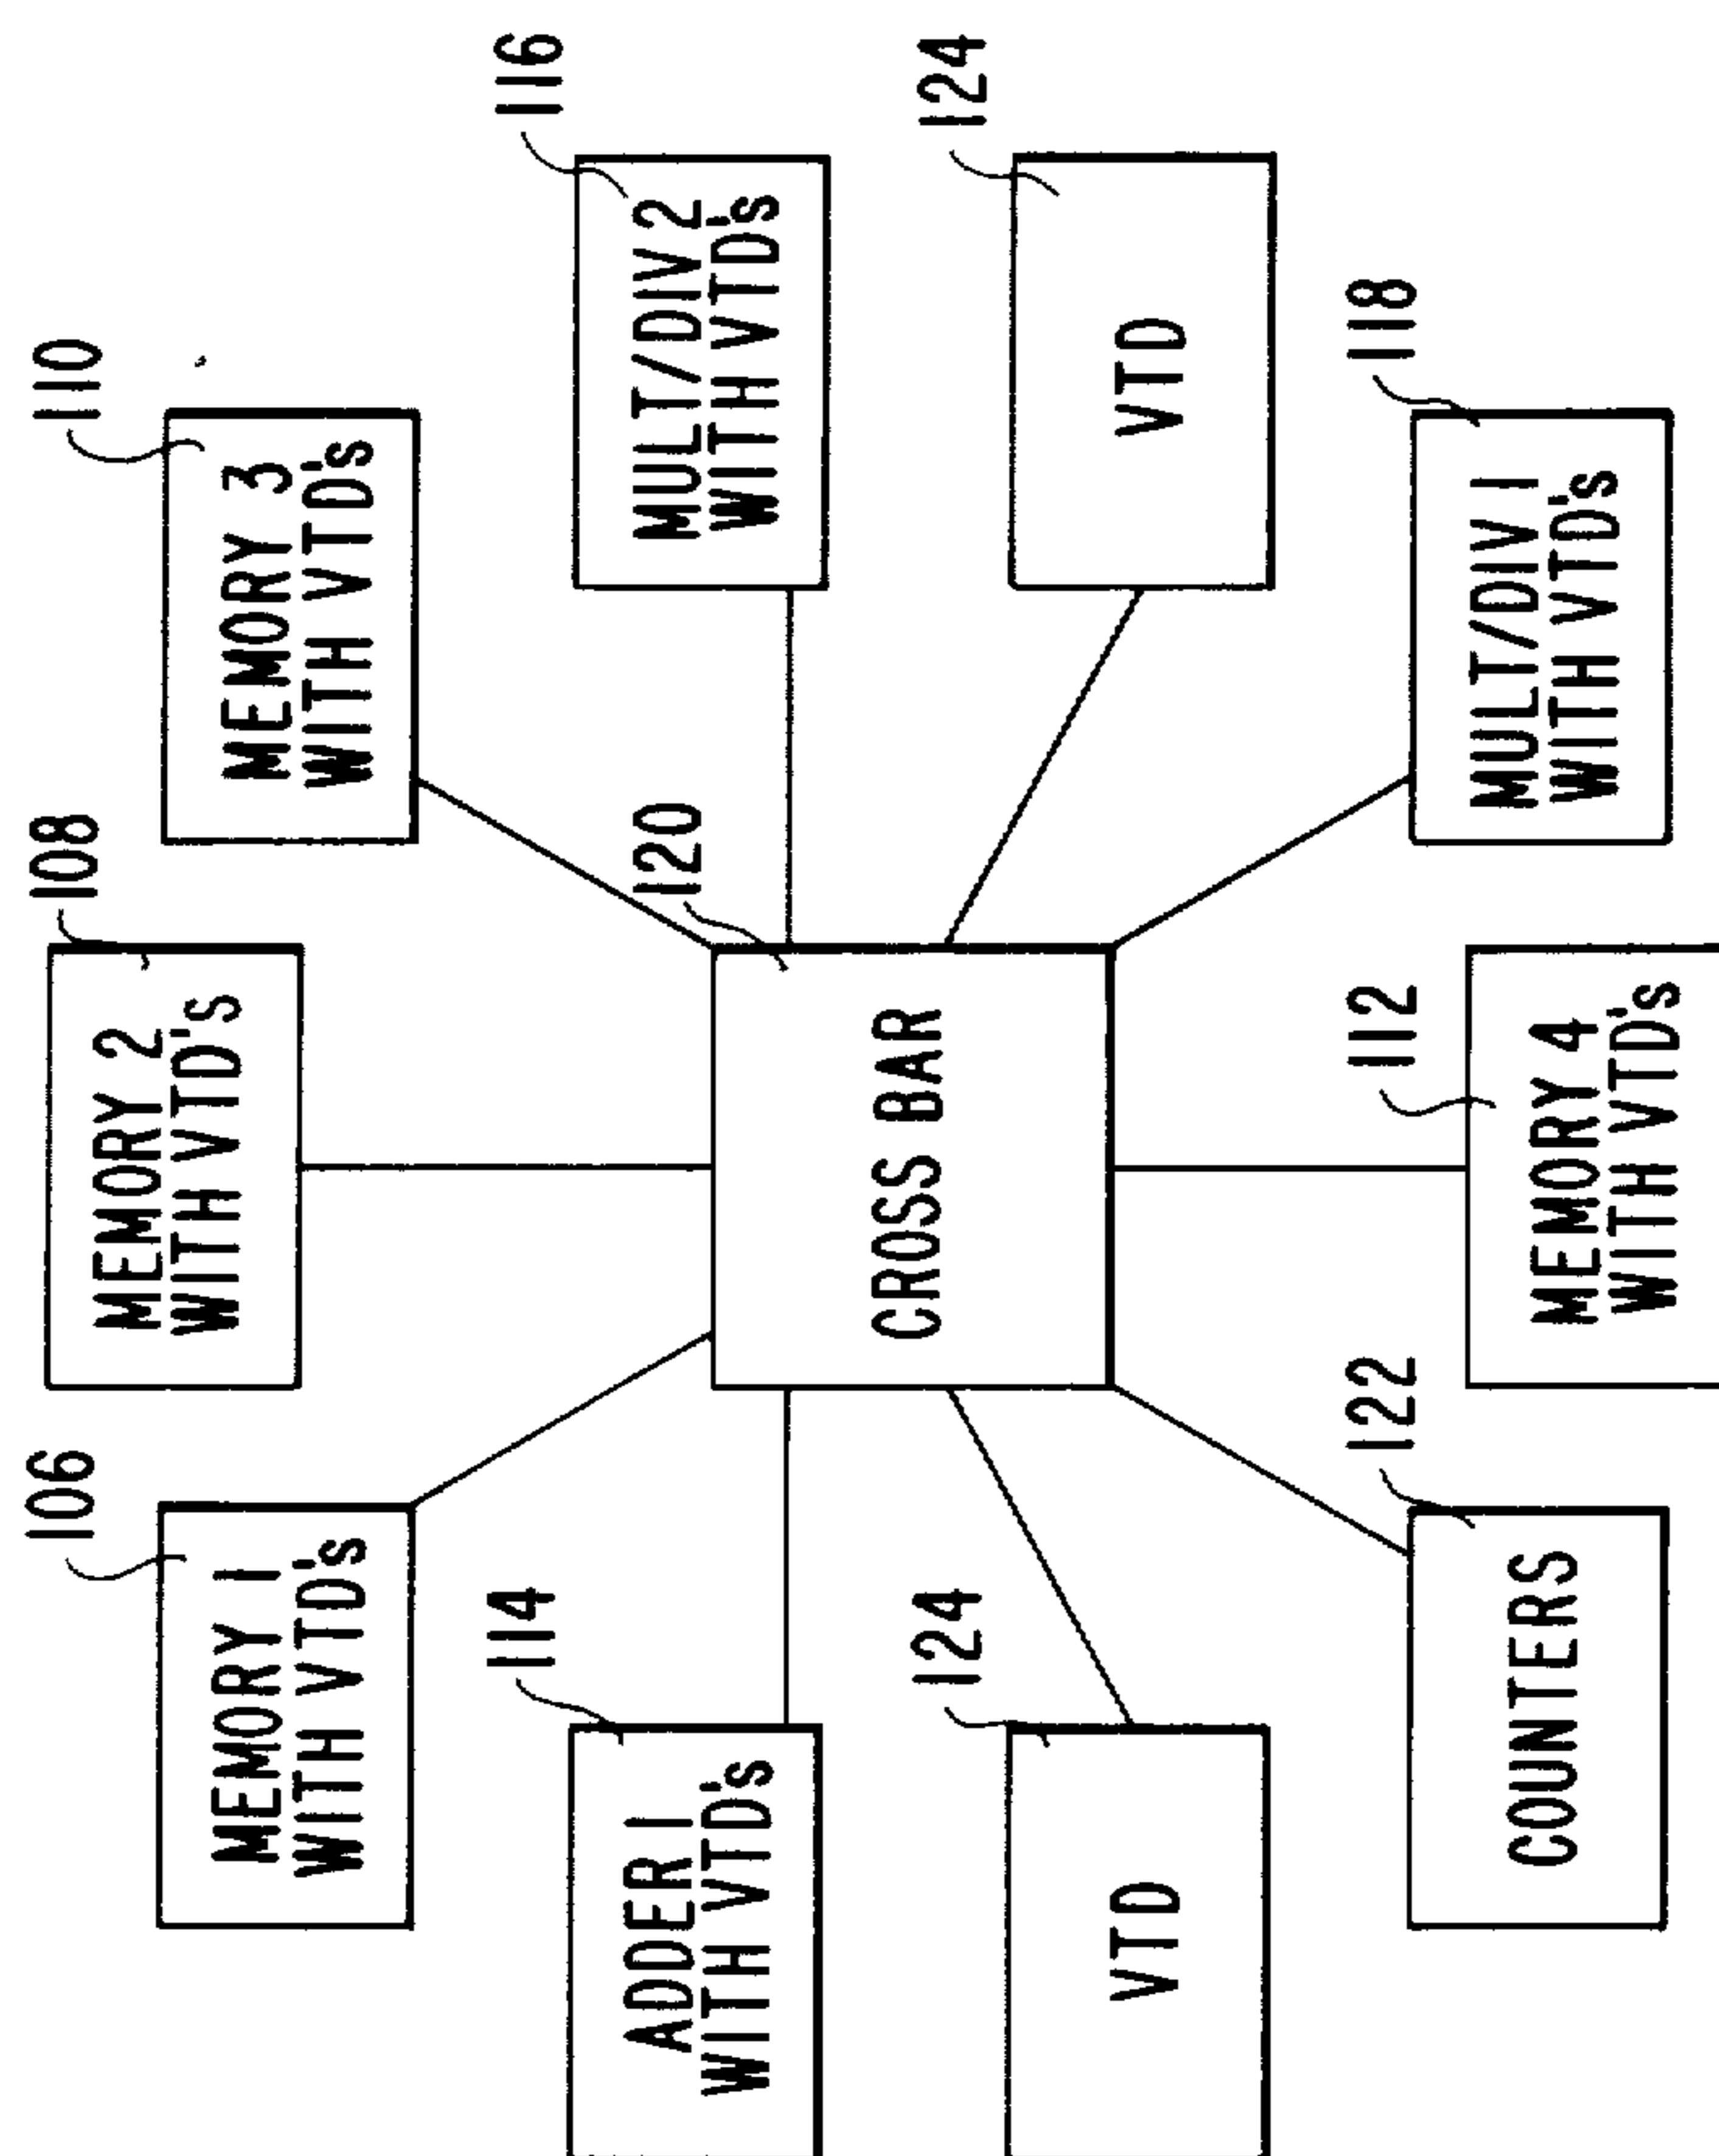 106
MEMORY 1
WITH VTD's
108
MEMORY 2
WITH VTD's
110
MEMORY 3
WITH VTD's
114
ADDER 1
WITH VTD's
120
CROSS BAR
116
MULT/DIV 2
WITH VTD's
124
VTD
124
VTD
122
COUNTERS
112
MEMORY 4
WITH VTD's
118
MULT/DIV 1
WITH VTD's